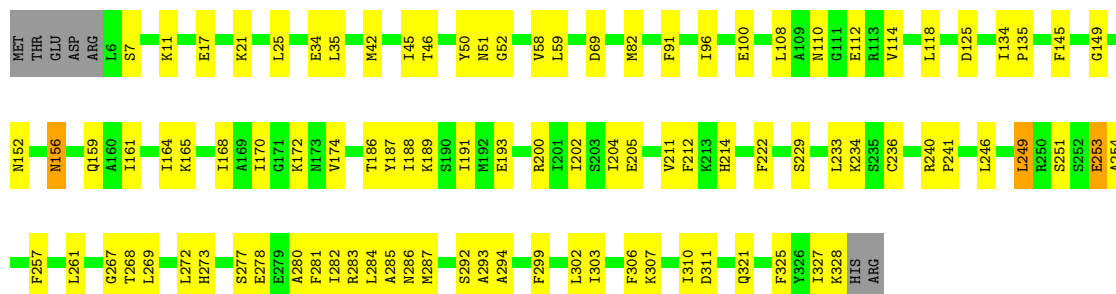 MET THR GLU ASP ARG L6 S7 K11 E17 K21 L25 E34 L35 M42 I45 T46 Y50 N51 G52 V58 L59 D69 M82 F91 I96 E100 L108 A109 N110 G111 E112 R113 V114 L118 D125 I134 P135 F145 G149
N152 N156 Q159 A160 I161 I164 K165 I168 A169 I170 G171 K172 N173 V174 T186 Y187 I188 K189 S190 I191 M192 E193 R200 I201 I202 S203 I204 E205 V211 F212 K213 H214 F222 S229 L233 K234 S235 C236 R240 P241 L246 L249 R250 S251 S252 E253 A254
F257 L261 G267 T268 L269 L272 H273 S277 E278 E279 A280 F281 I282 R283 L284 A285 N286 M287 S292 A293 A294 F299 L302 I303 F306 K307 I310 D311 Q321 F325 Y326 I327 K328 HIS ARG